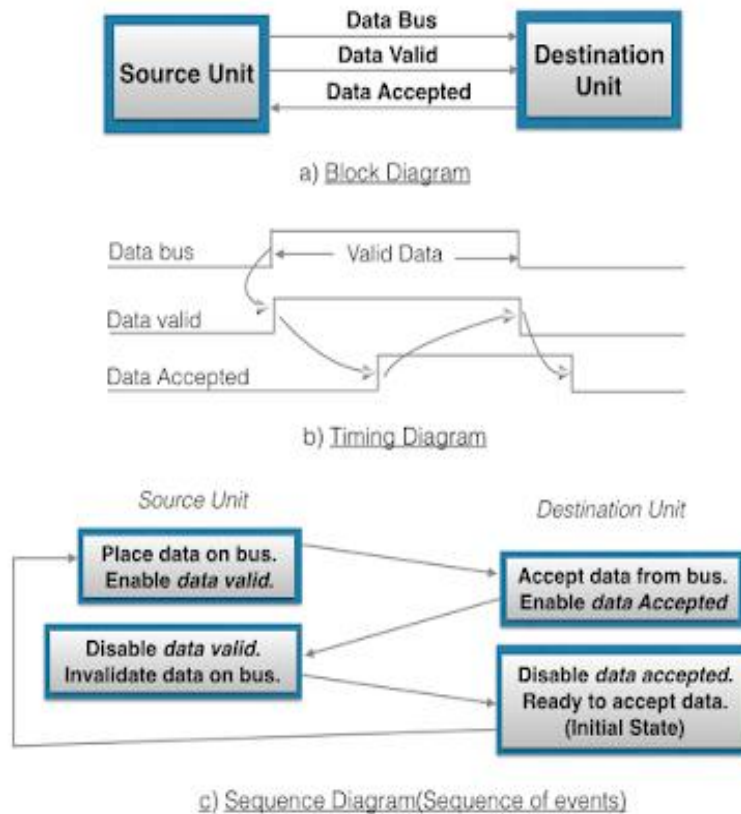 Data Bus
Source Unit
Data Valid
Destination
Unit
Data Accepted
a) Block Diagram
Data bus
Valid Data
Data valid
Data Accepted
b) Timing Diagram
Source Unit
Destination Unit
Place data on bus.
Enable data valid.
Accept data from bus.
Enable data Accepted
Disable data valid.
Invalidate data on bus.
Disable data accepted.
Ready to accept data.
(Initial State)
c) Sequence Diagram(Sequence of events)